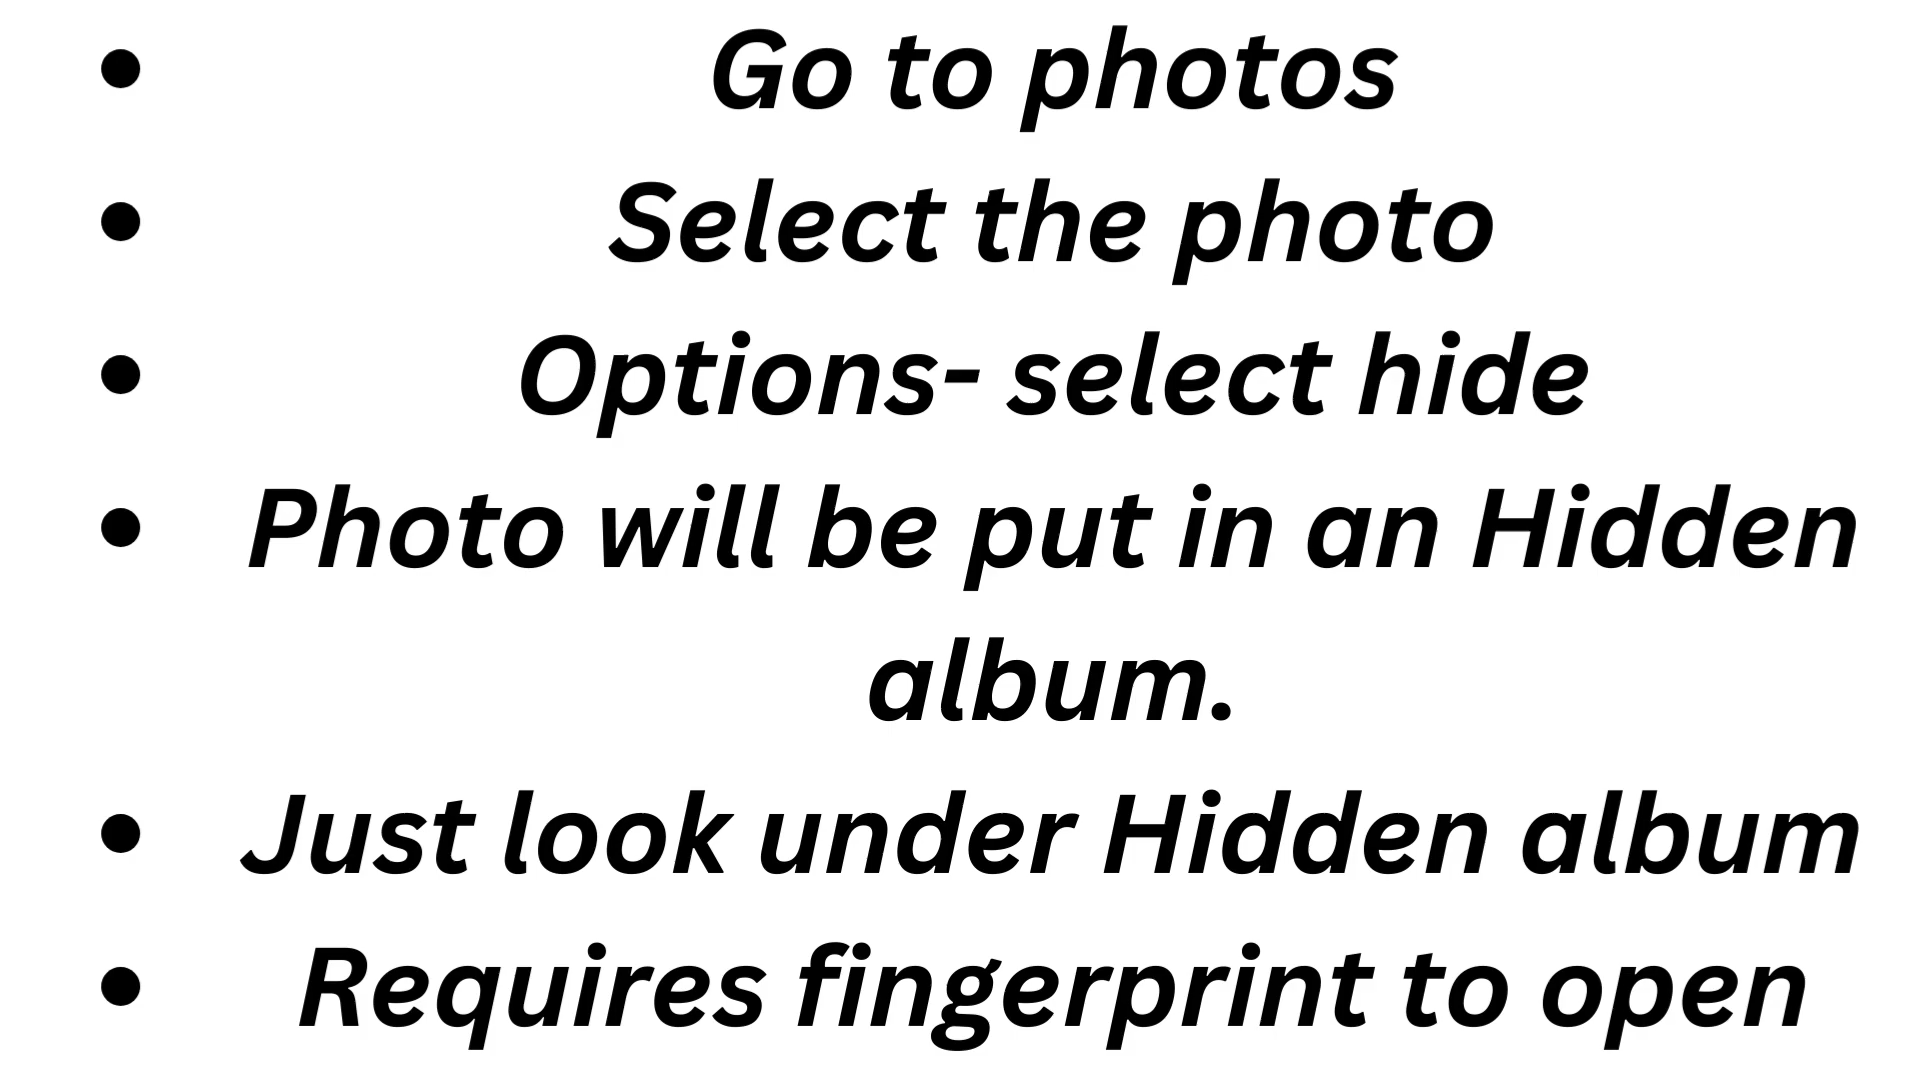 • Go to photos
• Select the photo
• Options- select hide
• Photo will be put in an Hidden
album.
• Just look under Hidden album
• Requires fingerprint to open